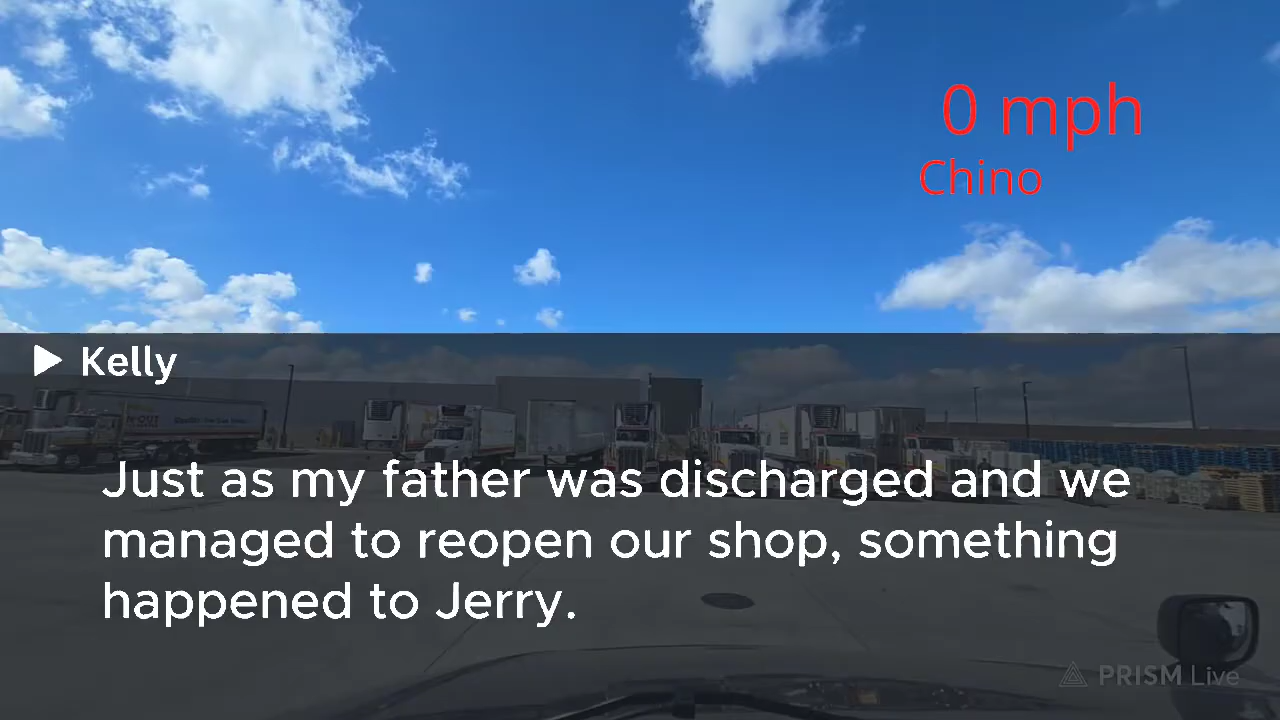 0 mph
Chino
Kelly
Just as my father was discharged and we
managed to reopen our shop, something
happened to Jerry.
PRISM Live